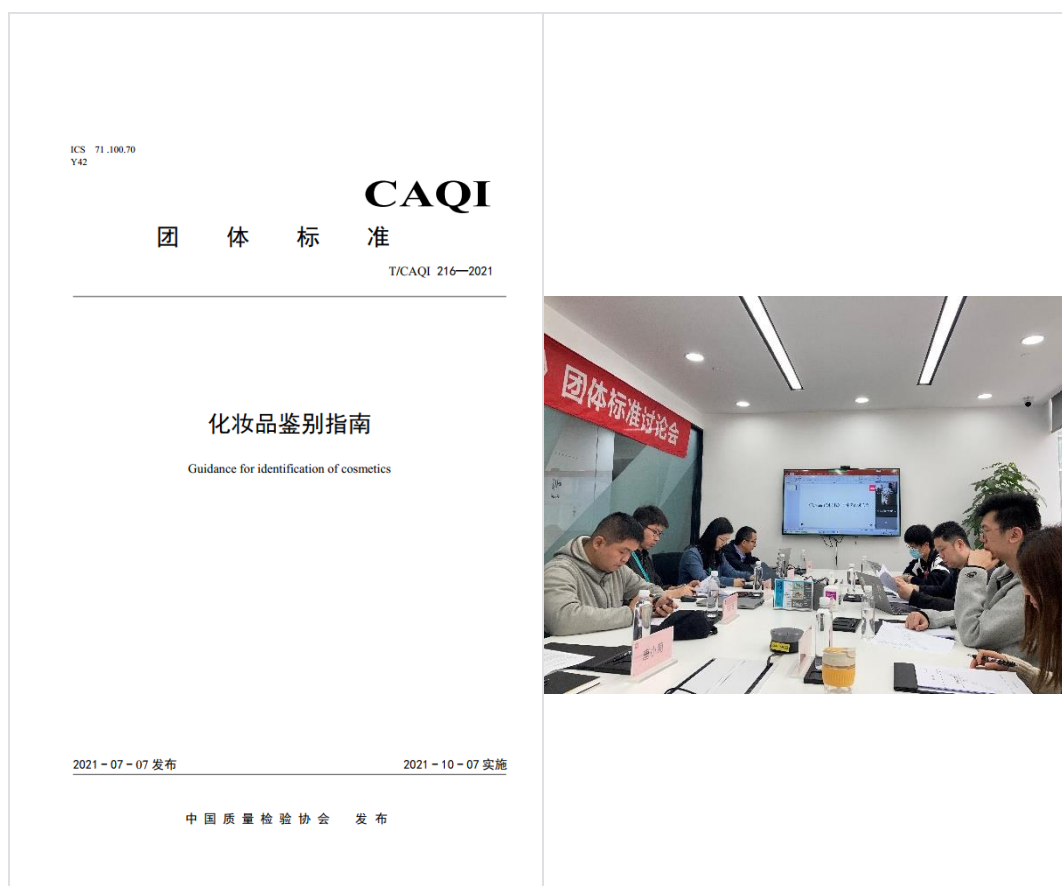 ICS 71.100.70
Y42
CAQI
团体标准
T/CAQI 216—2021
化妆品鉴别指南
Guidance for identification of cosmetics
2021-07-07 发布
2021-10-07 实施
中国质量检验协会 发布
团体标准讨论会